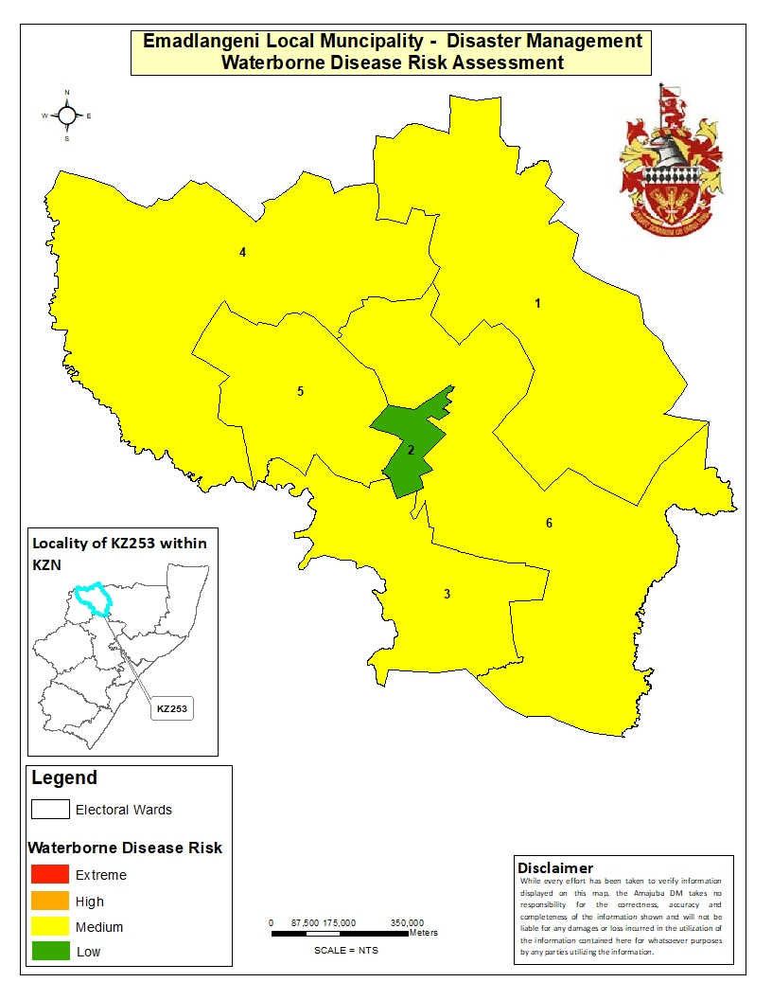 Emadlangeni Local Muncipality - Disaster Management
Waterborne Disease Risk Assessment
N
W
E
S
4
1
5
2
6
3
Locality of KZ253 within
KZN
KZ253
Legend
Electoral Wards
Waterborne Disease Risk
Extreme
High
Medium
Low
0 87,500 175,000 350,000
Meters
SCALE = NTS
Disclaimer
While every effort has been taken to verify information
displayed on this map, the Amajuba DM takes no
responsibility for the correctness, accuracy and
completeness of the information shown and will not be
liable for any damages or loss incurred in the utilization of
the information contained here for whatsoever purposes
by any parties utilizing the information.